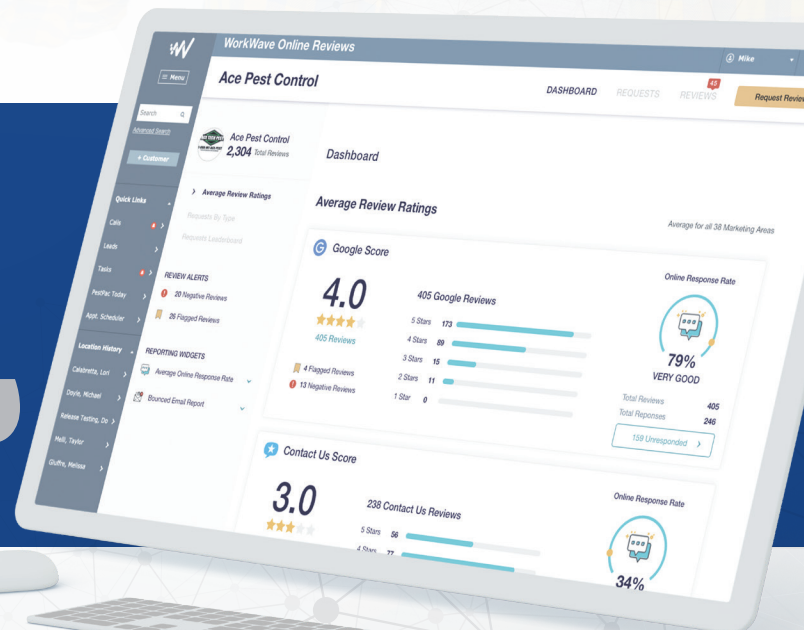 WorkWave Online Reviews
Mike
Menu
Ace Pest Control
DASHBOARD
REQUESTS
REVIEWS
45
Request Review
Search
Advanced Search
+ Customer
Ace Pest Control
2,304 Total Reviews
Quick Links
Calls
4
Leads
Tasks
4
PestPac Today
Appt. Scheduler
Location History
Calabretta, Lori
Doyle, Michael
Release Testing, Do
Melli, Taylor
Gluffre, Melissa
Average Review Ratings
Requests By Type
Requests Leaderboard
REVIEW ALERTS
20 Negative Reviews
26 Flagged Reviews
REPORTING WIDGETS
Average Online Response Rate
Bounced Email Report
Dashboard
Average Review Ratings
Average for all 38 Marketing Areas
Google Score
4.0
405 Reviews
4 Flagged Reviews
13 Negative Reviews
405 Google Reviews
5 Stars 173
4 Stars 89
3 Stars 15
2 Stars 11
1 Star 0
Online Response Rate
79%
VERY GOOD
Total Reviews 405
Total Reponses 246
159 Unresponded
Contact Us Score
3.0
238 Contact Us Reviews
5 Stars 56
4 Stars 77
Online Response Rate
34%